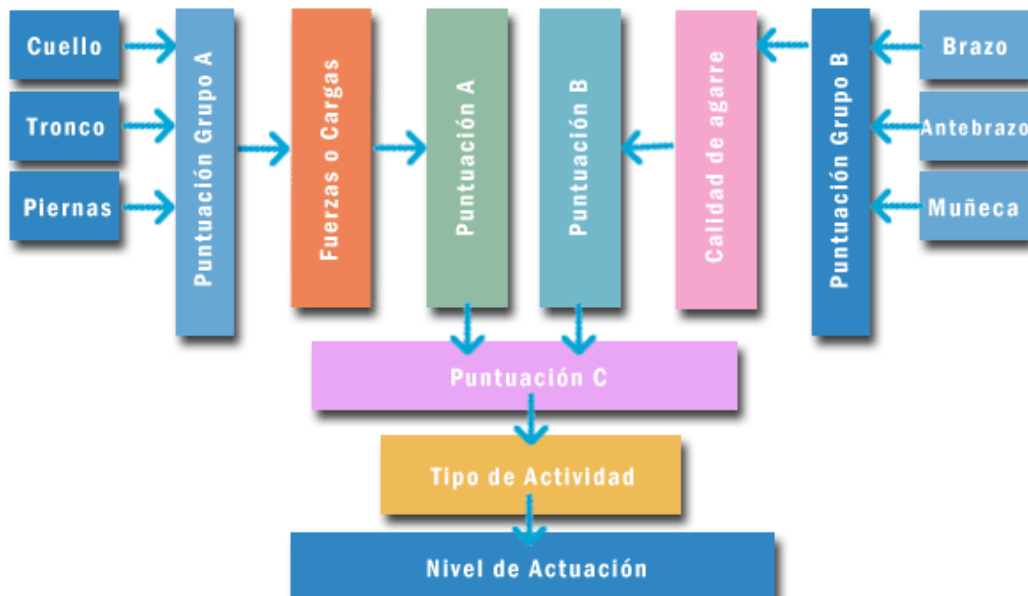 Cuello
Tronco
Piernas
Puntuación Grupo A
Fuerzas o Cargas
Puntuación A
Puntuación B
Calidad de agarre
Puntuación Grupo B
Brazo
Antebrazo
Muñeca
Puntuación C
Tipo de Actividad
Nivel de Actuación